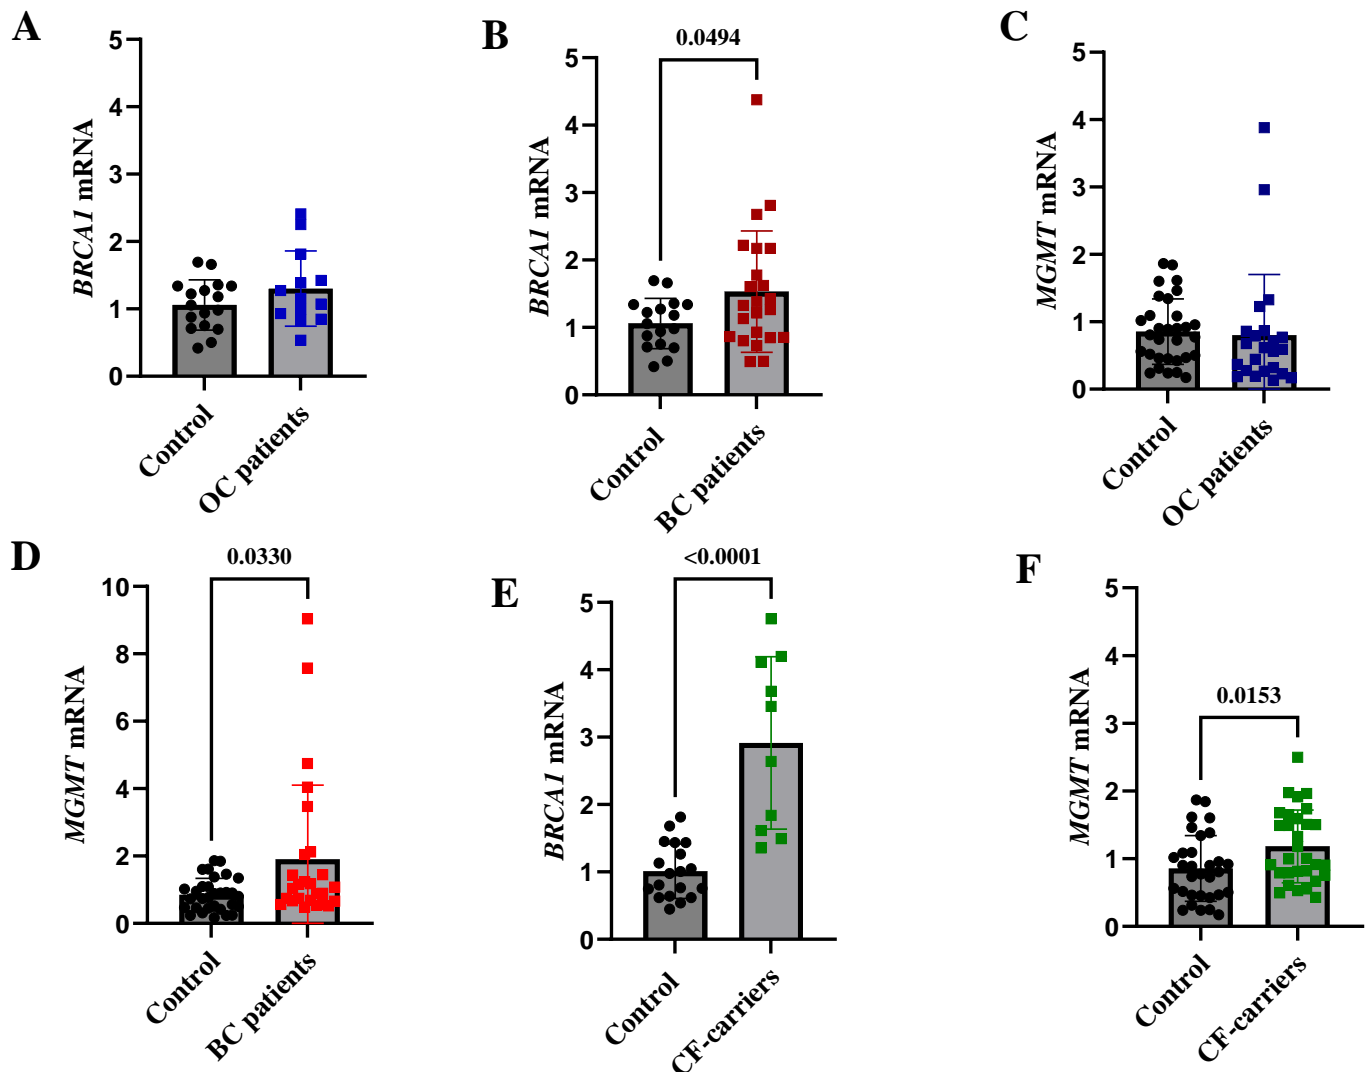 A
BRCA1 mRNA
5
4
3
2
1
0
Control
OC patients
B
0.0494
BRCA1 mRNA
5
4
3
2
1
0
Control
BC patients
C
MGMT mRNA
5
4
3
2
1
0
Control
OC patients
D
0.0330
MGMT mRNA
10
8
6
4
2
0
Control
BC patients
E
<0.0001
BRCA1 mRNA
5
4
3
2
1
0
Control
CF-carriers
F
0.0153
MGMT mRNA
5
4
3
2
1
0
Control
CF-carriers